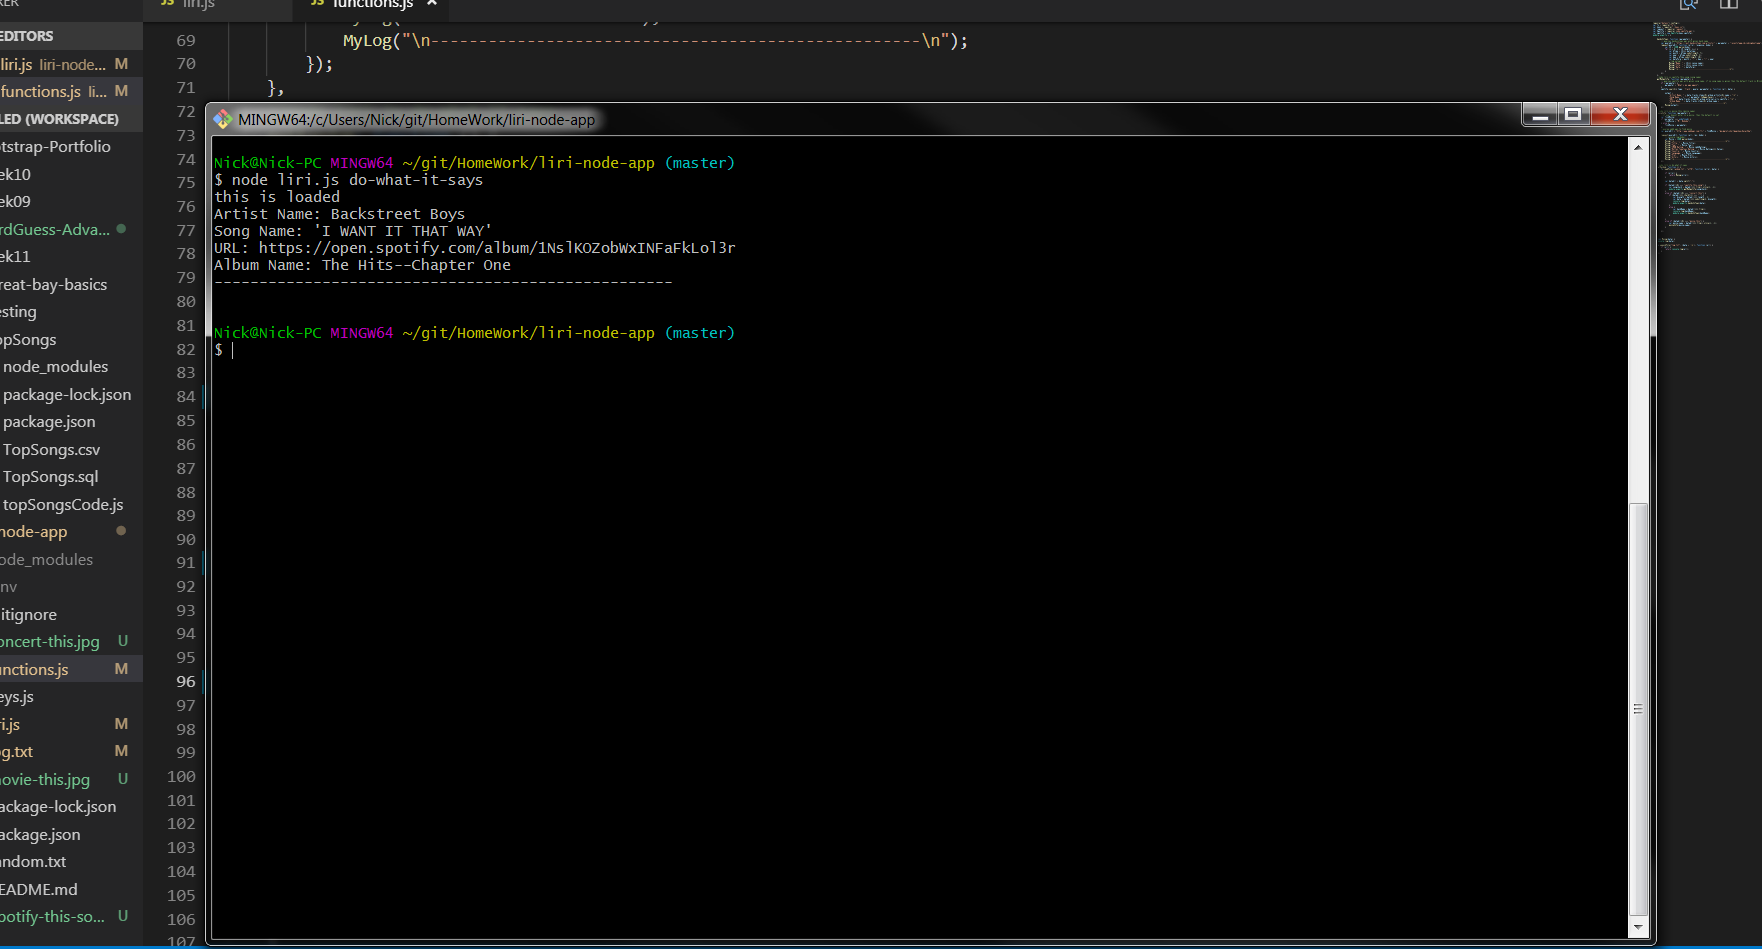 liri.js
functions.js ×
EDITORS
liri.js liri-node... M
functions.js li... M
LED (WORKSPACE)
tstrap-Portfolio
ek10
ek09
rdGuess-Adva...
ek11
reat-bay-basics
esting
opSongs
node_modules
package-lock.json
package.json
TopSongs.csv
TopSongs.sql
topSongsCode.js
node-app
ode_modules
nv
itignore
oncert-this.jpg U
unctions.js M
eys.js
ri.js M
g.txt M
ovie-this.jpg U
ackage-lock.json
ackage.json
andom.txt
EADME.md
potify-this-so... U
69 MyLog("\n---------------------------------------------------\n");
70 });
71 },
72
73
74
75
76
77
78
79
80
81
82
83
84
85
86
87
88
89
90
91
92
93
94
95
96
97
98
99
100
101
102
103
104
105
106
107
MINGW64:/c/Users/Nick/git/HomeWork/liri-node-app
Nick@Nick-PC MINGW64 ~/git/HomeWork/liri-node-app (master)
$ node liri.js do-what-it-says
this is loaded
Artist Name: Backstreet Boys
Song Name: 'I WANT IT THAT WAY'
URL: https://open.spotify.com/album/1NslKOZobWxINFaFkLol3r
Album Name: The Hits--Chapter One
---------------------------------------------------
Nick@Nick-PC MINGW64 ~/git/HomeWork/liri-node-app (master)
$